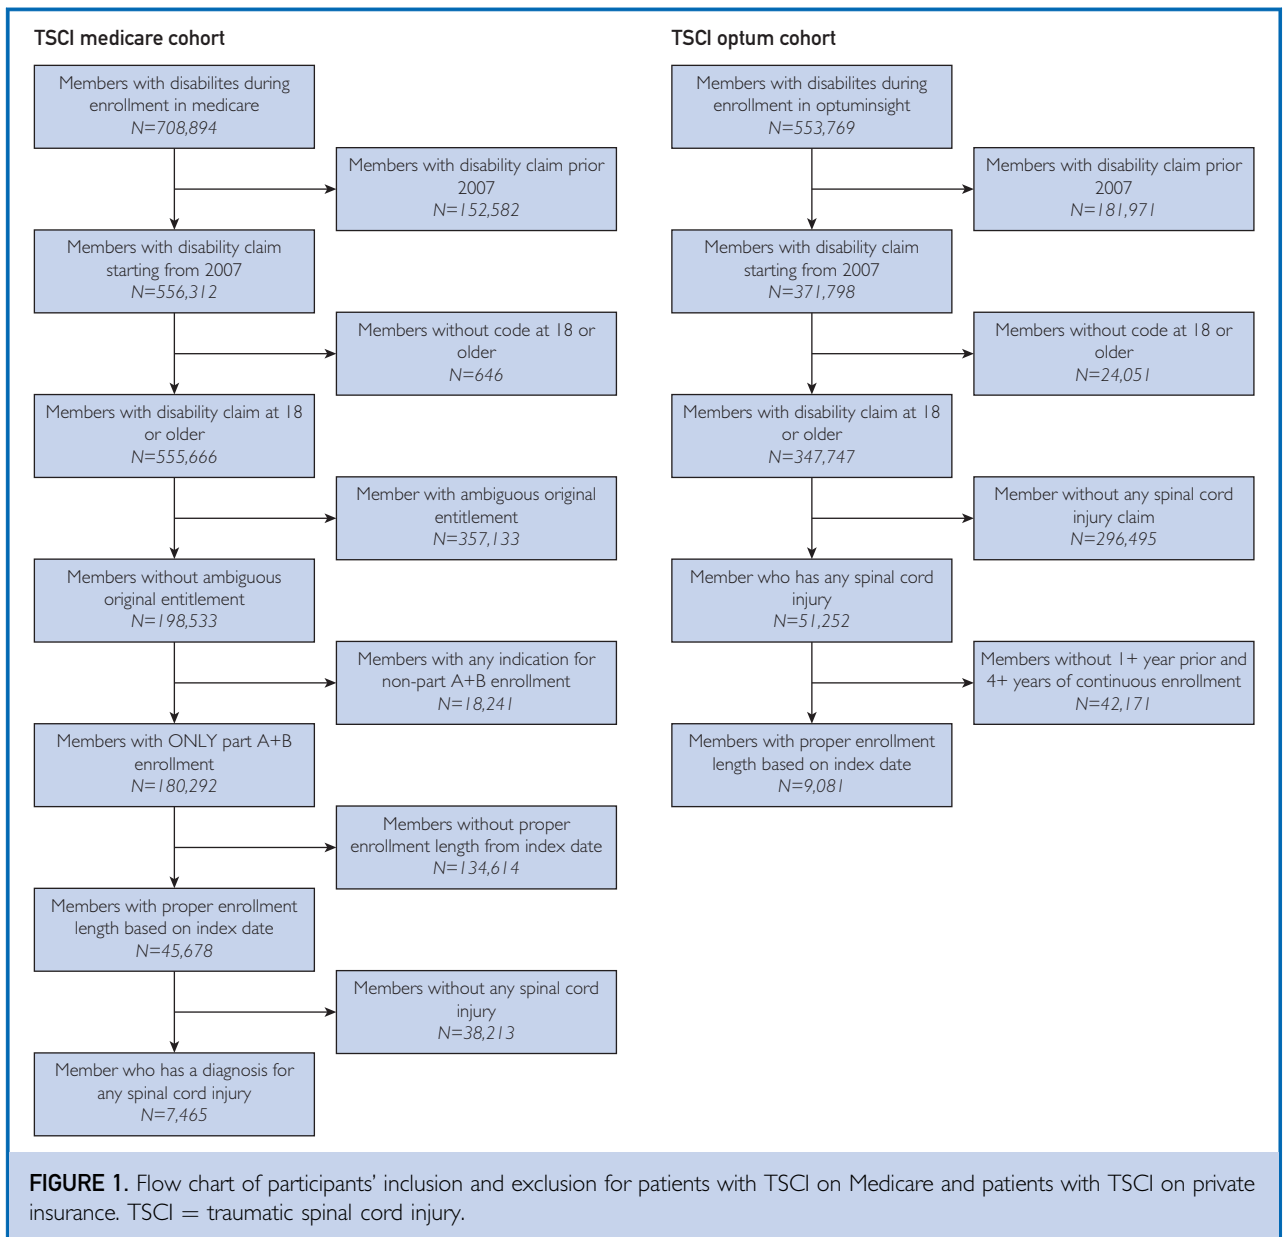 TSCI medicare cohort
Members with disabilites during
enrollment in medicare
N=708,894
Members with disability claim prior
2007
N=152,582
Members with disability claim
starting from 2007
N=556,312
Members without code at 18 or
older
N=646
Members with disability claim at 18
or older
N=555,666
Member with ambiguous original
entitlement
N=357,133
Members without ambiguous
original entitlement
N=198,533
Members with any indication for
non-part A+B enrollment
N=18,241
Members with ONLY part A+B
enrollment
N=180,292
Members without proper
enrollment length from index date
N=134,614
Members with proper enrollment
length based on index date
N=45,678
Members without any spinal cord
injury
N=38,213
Member who has a diagnosis for
any spinal cord injury
N=7,465
TSCI optum cohort
Members with disabilites during
enrollment in optuminsight
N=553,769
Members with disability claim prior
2007
N=181,971
Members with disability claim
starting from 2007
N=371,798
Members without code at 18 or
older
N=24,051
Members with disability claim at 18
or older
N=347,747
Member without any spinal cord
injury claim
N=296,495
Member who has any spinal cord
injury
N=51,252
Members without 1+ year prior and
4+ years of continuous enrollment
N=42,171
Members with proper enrollment
length based on index date
N=9,081
FIGURE 1. Flow chart of participants' inclusion and exclusion for patients with TSCI on Medicare and patients with TSCI on private
insurance. TSCI = traumatic spinal cord injury.